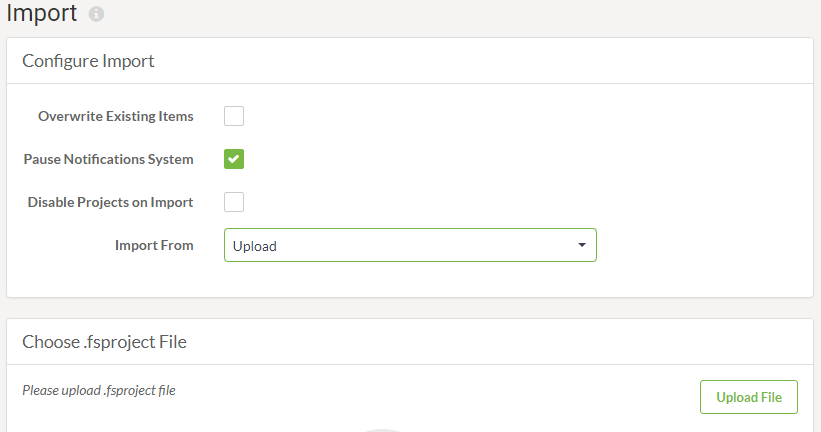 Import
Configure Import
Overwrite Existing Items
Pause Notifications System
Disable Projects on Import
Import From Upload
Choose .fsproject File
Please upload .fsproject file Upload File